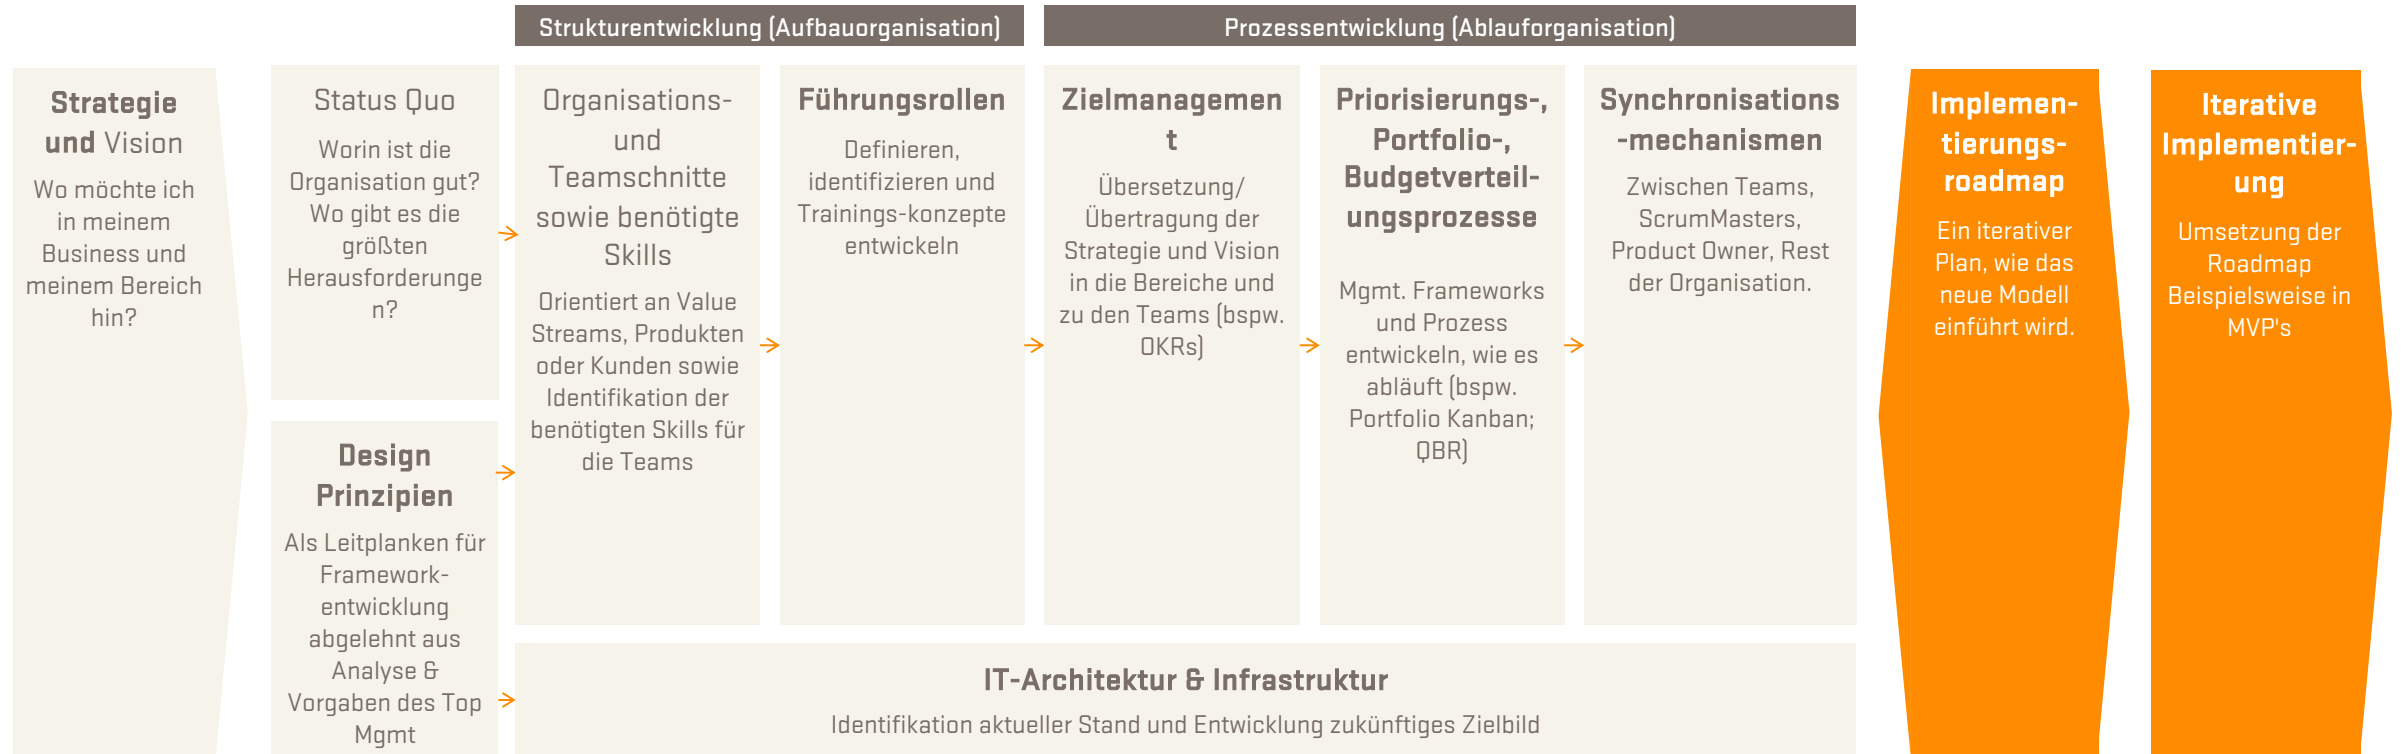 Strukturentwicklung (Aufbauorganisation)
Prozessentwicklung (Ablauforganisation)
Strategie
und Vision
Wo möchte ich
in meinem
Business und
meinem Bereich
hin?
Status Quo
Worin ist die
Organisation gut?
Wo gibt es die
größten
Herausforderunge
n?
Design
Prinzipien
Als Leitplanken für
Framework-
entwicklung
abgelehnt aus
Analyse &
Vorgaben des Top
Mgmt
Organisations-
und
Teamschnitte
sowie benötigte
Skills
Orientiert an Value
Streams, Produkten
oder Kunden sowie
Identifikation der
benötigten Skills für
die Teams
Führungsrollen
Definieren,
identifizieren und
Trainings-konzepte
entwickeln
Zielmanagemen
t
Übersetzung/
Übertragung der
Strategie und Vision
in die Bereiche und
zu den Teams (bspw.
OKRs)
Priorisierungs-,
Portfolio-,
Budgetverteil-
ungsprozesse
Mgmt. Frameworks
und Prozess
entwickeln, wie es
abläuft (bspw.
Portfolio Kanban;
QBR)
Synchronisations
-mechanismen
Zwischen Teams,
ScrumMasters,
Product Owner, Rest
der Organisation.
IT-Architektur & Infrastruktur
Identifikation aktueller Stand und Entwicklung zukünftiges Zielbild
Implemen-
tierungs-
roadmap
Ein iterativer
Plan, wie das
neue Modell
einführt wird.
Iterative
Implementier-
ung
Umsetzung der
Roadmap
Beispielsweise in
MVP's